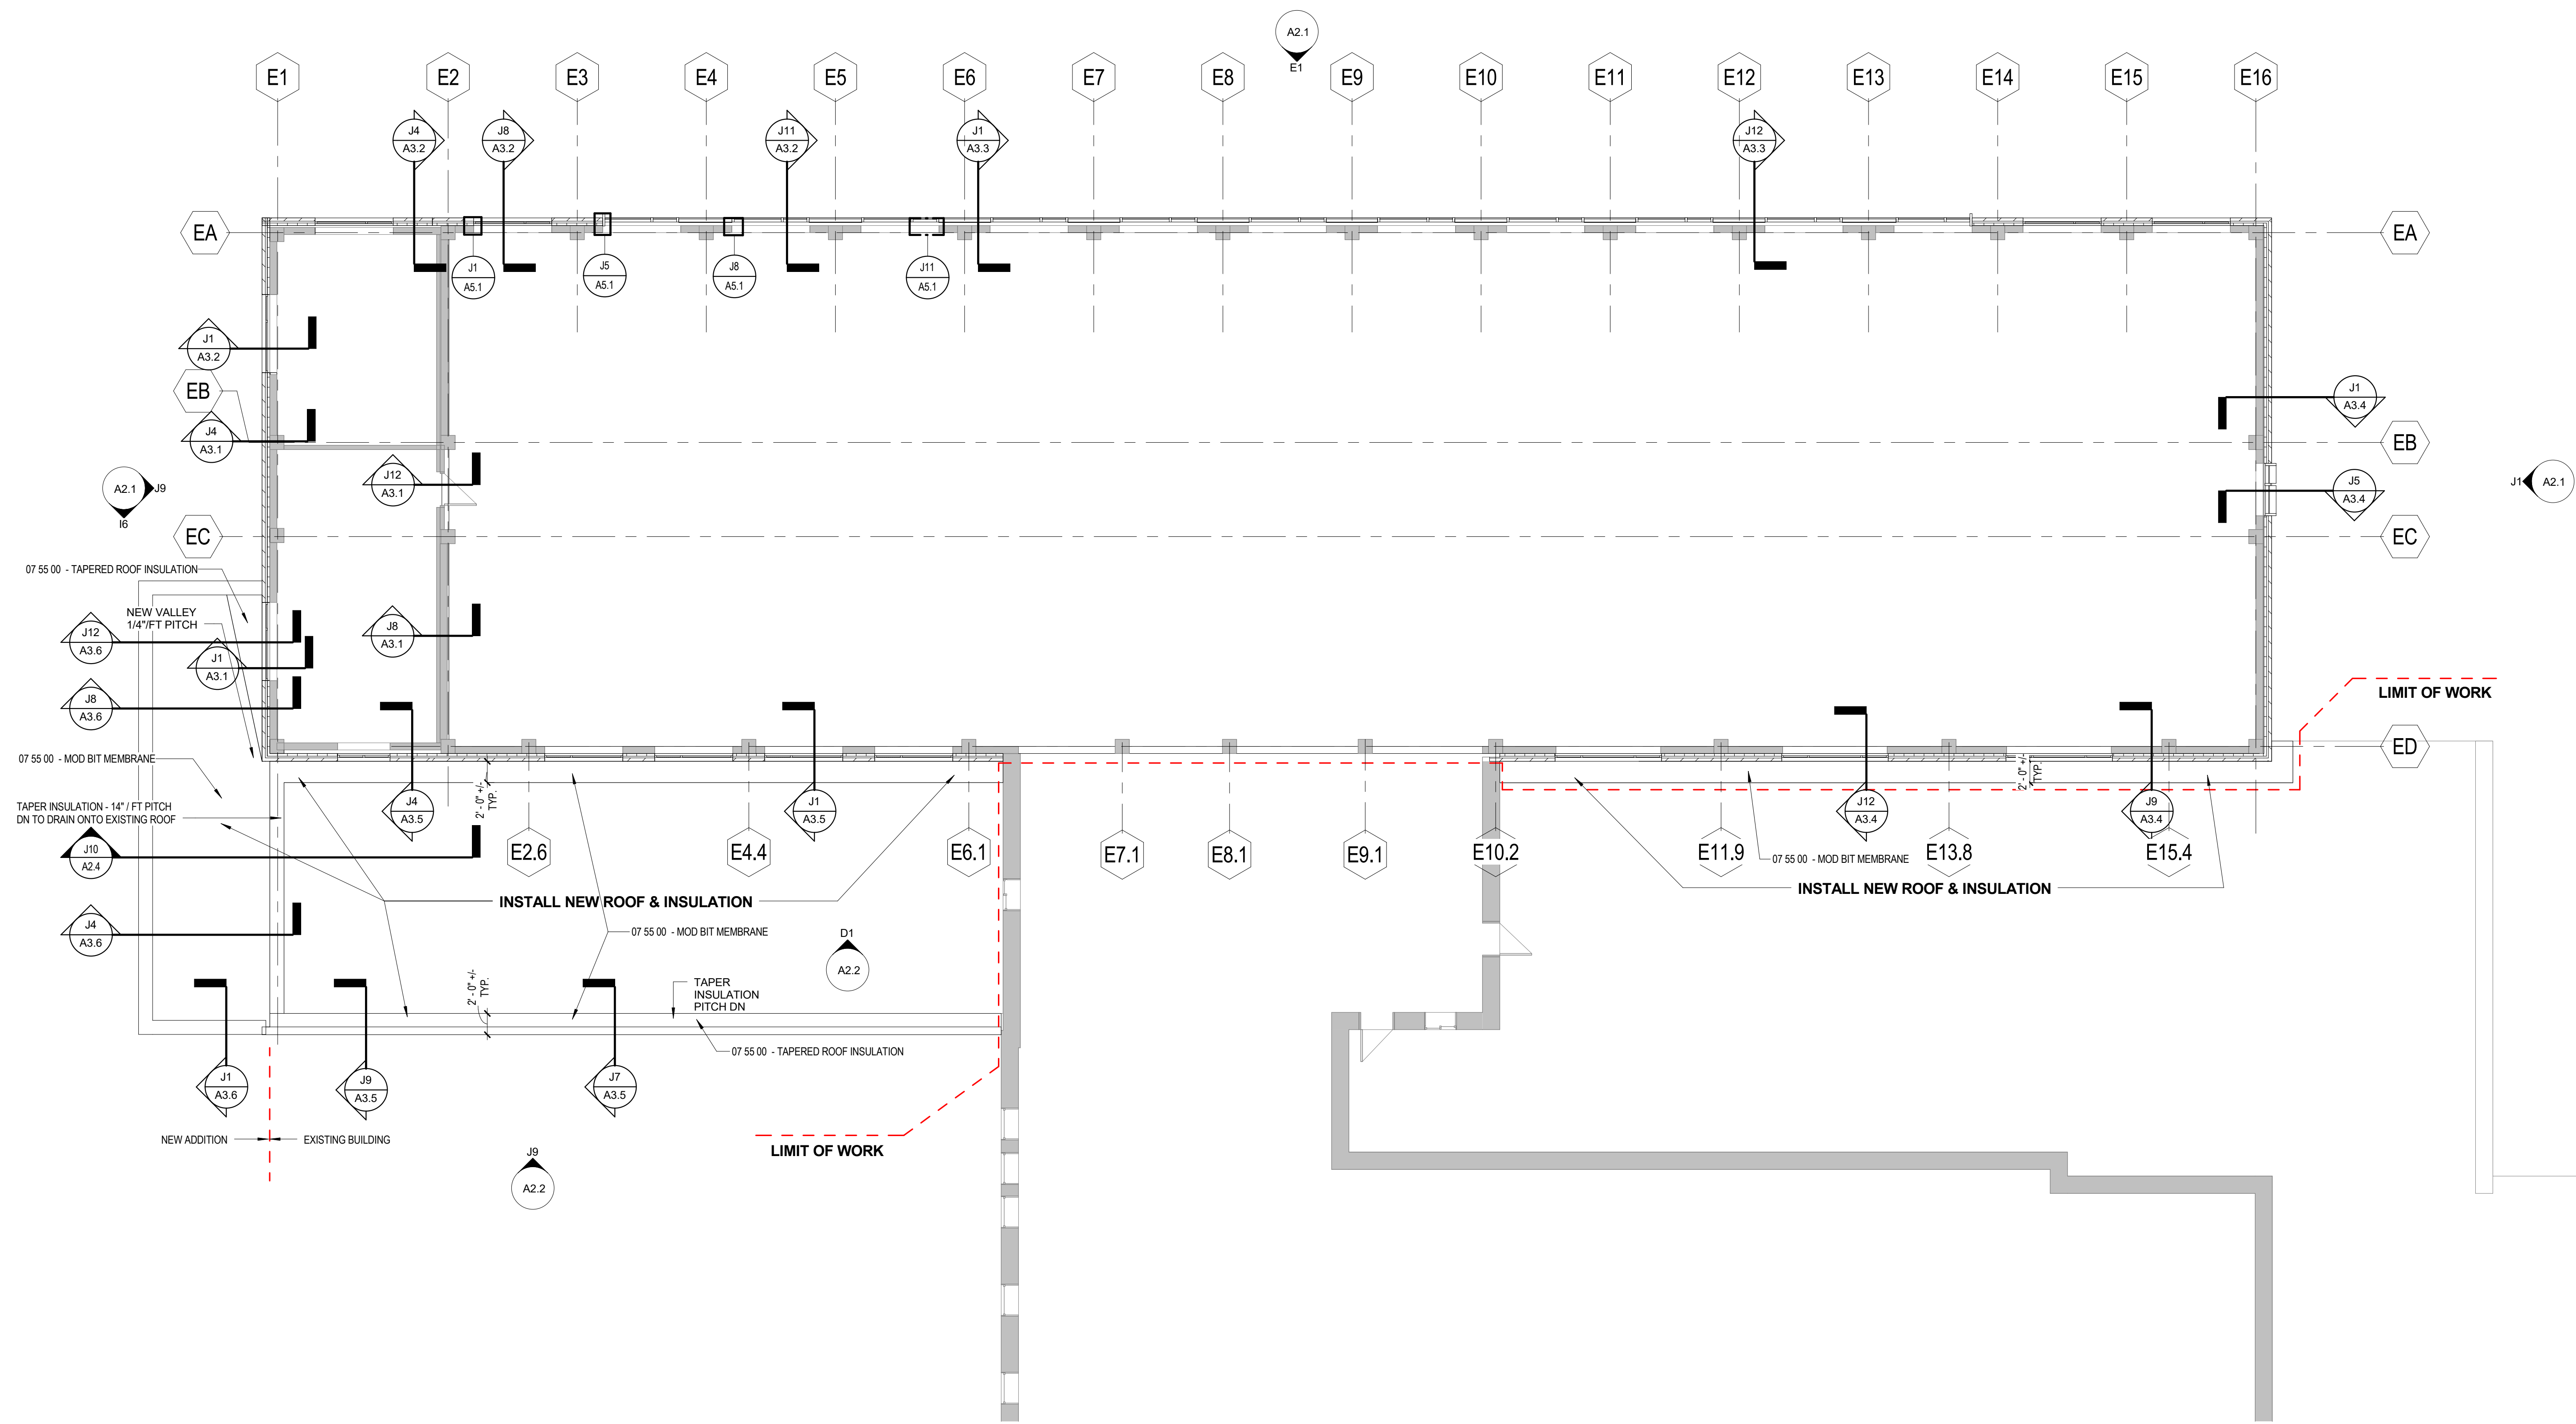 A2.1
E1
E1
E2
E3
E4
E5
E6
E7
E8
E9
E10
E11
E12
E13
E14
E15
E16
J4
A3.2
J8
A3.2
J11
A3.2
J1
A3.3
J12
A3.3
EA
EA
J1
A5.1
J5
A5.1
J8
A5.1
J11
A5.1
J1
A3.2
EB
J4
A3.1
J1
A3.4
EB
J12
A3.1
A2.1
J9
I6
J5
A3.4
J1
A2.1
EC
EC
07 55 00 - TAPERED ROOF INSULATION
NEW VALLEY
1/4"/FT PITCH
J12
A3.6
J8
A3.1
J1
A3.1
J8
A3.6
LIMIT OF WORK
ED
07 55 00 - MOD BIT MEMBRANE
TAPER INSULATION - 14" / FT PITCH
DN TO DRAIN ONTO EXISTING ROOF
J4
A3.5
2' - 0" +/-
TYP.
J1
A3.5
2' - 0" +/-
TYP.
J12
A3.4
J9
A3.4
J10
A2.4
E2.6
E4.4
E6.1
E7.1
E8.1
E9.1
E10.2
E11.9
07 55 00 - MOD BIT MEMBRANE
E13.8
E15.4
INSTALL NEW ROOF & INSULATION
INSTALL NEW ROOF & INSULATION
J4
A3.6
07 55 00 - MOD BIT MEMBRANE
D1
A2.2
2' - 0" +/-
TYP.
TAPER
INSULATION
PITCH DN
07 55 00 - TAPERED ROOF INSULATION
J1
A3.6
J9
A3.5
J7
A3.5
NEW ADDITION
EXISTING BUILDING
LIMIT OF WORK
J9
A2.2